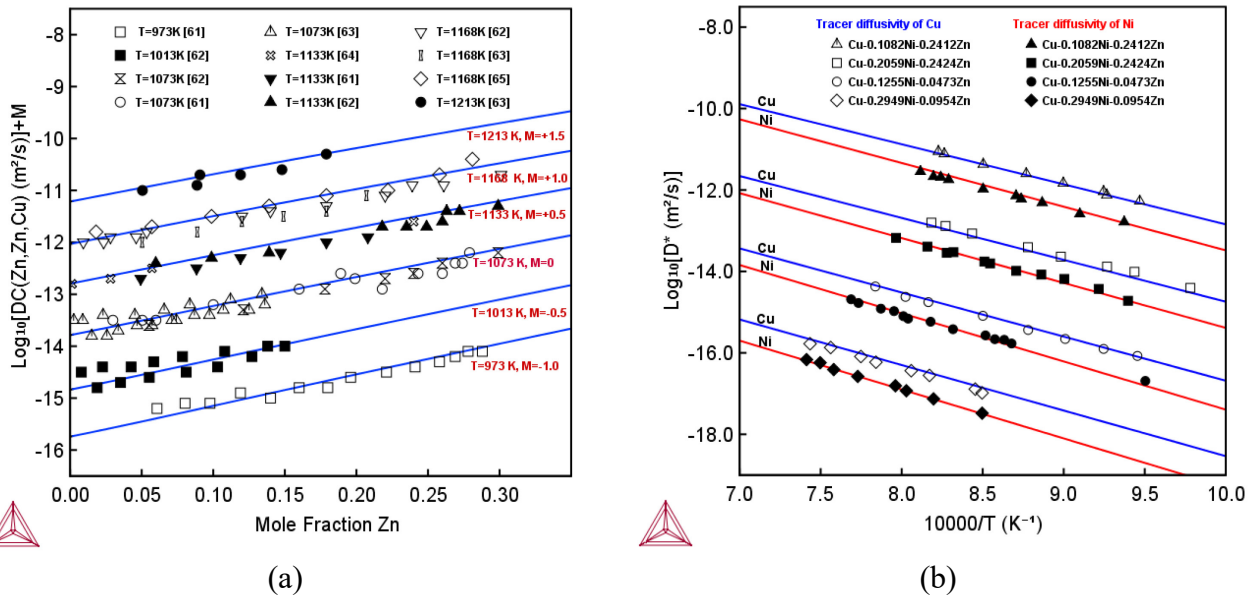 -8
-9
-10
-11
-12
-13
-14
-15
-16
Log₁₀[DC(Zn,Zn,Cu) (m²/s)]+M
T=973K [61]
T=1013K [62]
T=1073K [62]
T=1073K [61]
T=1073K [63]
T=1133K [64]
T=1133K [61]
T=1133K [62]
T=1168K [62]
T=1168K [63]
T=1168K [65]
T=1213K [63]
T=1213 K, M=+1.5
T=1168 K, M=+1.0
T=1133 K, M=+0.5
T=1073 K, M=0
T=1013 K, M=-0.5
T=973 K, M=-1.0
0.00 0.05 0.10 0.15 0.20 0.25 0.30
Mole Fraction Zn
(a)
-8.0
-10.0
-12.0
-14.0
-16.0
-18.0
Log₁₀[D* (m²/s)]
Tracer diffusivity of Cu
Cu-0.1082Ni-0.2412Zn
Cu-0.2059Ni-0.2424Zn
Cu-0.1255Ni-0.0473Zn
Cu-0.2949Ni-0.0954Zn
Tracer diffusivity of Ni
Cu-0.1082Ni-0.2412Zn
Cu-0.2059Ni-0.2424Zn
Cu-0.1255Ni-0.0473Zn
Cu-0.2949Ni-0.0954Zn
Cu
Ni
Cu
Ni
Cu
Ni
Cu
Ni
7.0 7.5 8.0 8.5 9.0 9.5 10.0
10000/T (K⁻¹)
(b)